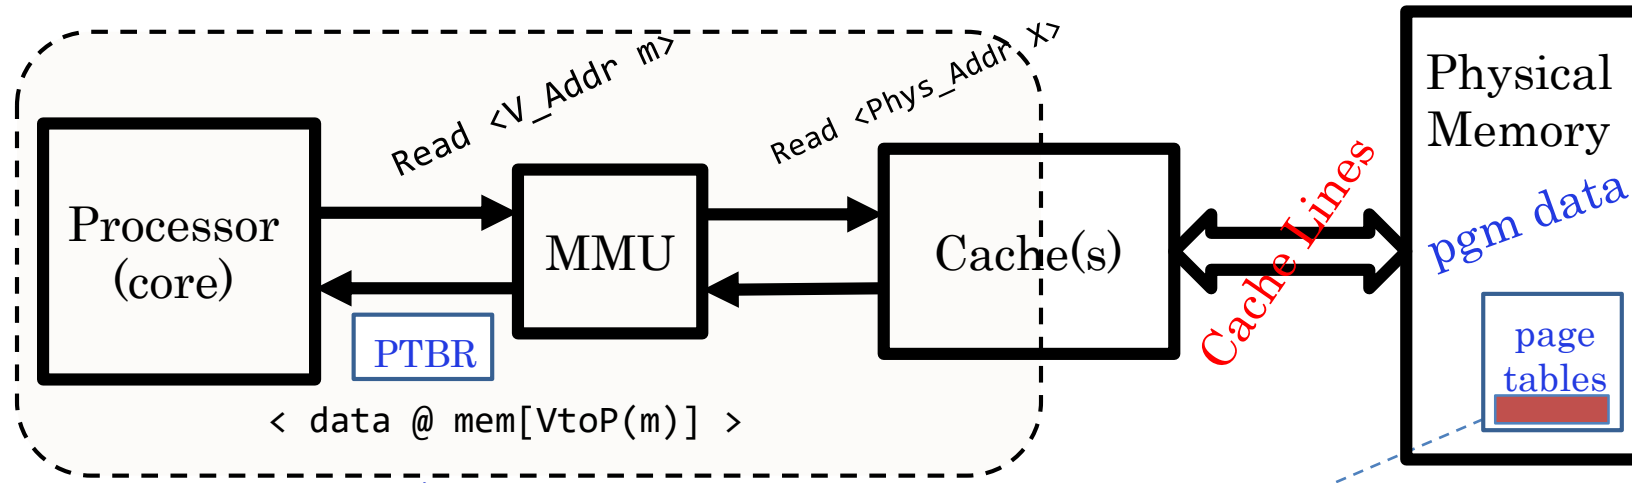 Read <V_Addr m>
Read <Phys_Addr X>
Physical
Memory
Processor
(core)
MMU
Cache(s)
Cache Lines
pgm data
PTBR
page
tables
< data @ mem[VtoP(m)] >